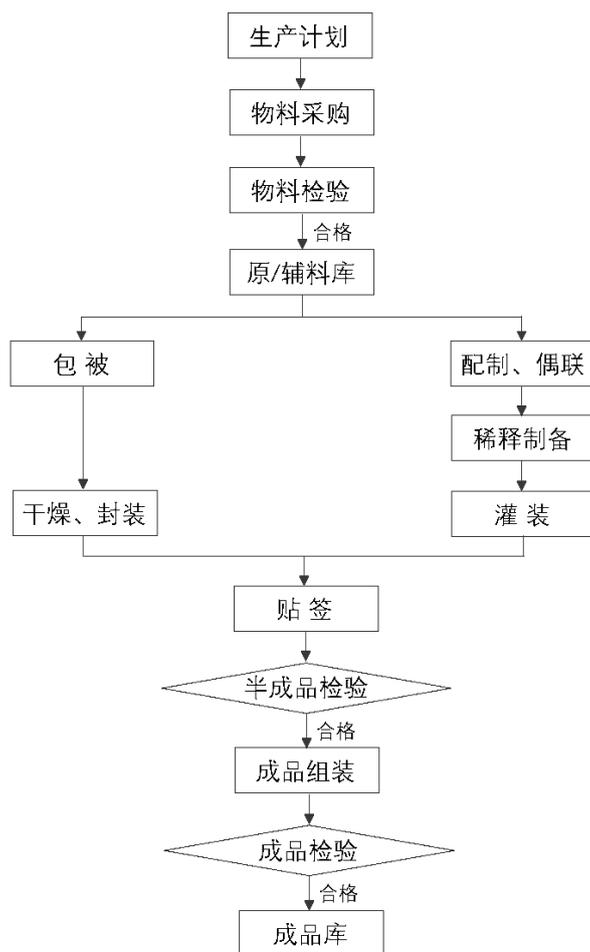 生产计划
物料采购
物料检验
合格
原/辅料库
包 被
配制、偶联
稀释制备
干燥、封装
灌 装
贴 签
半成品检验
合格
成品组装
成品检验
合格
成品库